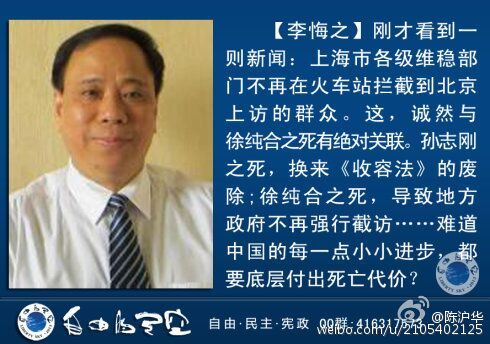 【李悔之】刚才看到一
则新闻：上海市各级维稳部
门不再在火车站拦截到北京
上访的群众。这，诚然与
徐纯合之死有绝对关联。孙志刚
之死，换来《收容法》的废
除;徐纯合之死，导致地方
政府不再强行截访……难道
中国的每一点小小进步，都
要底层付出死亡代价？
自由·民主·宪政
@陈沪华
weibo.com/u/2105402125